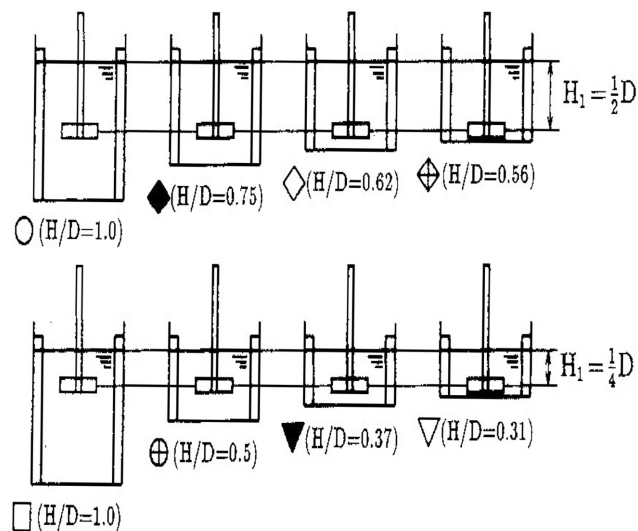 H₁=½D
(H/D=0.75)
(H/D=0.62)
(H/D=0.56)
(H/D=1.0)
H₁=¼D
(H/D=0.5)
(H/D=0.37)
(H/D=0.31)
(H/D=1.0)